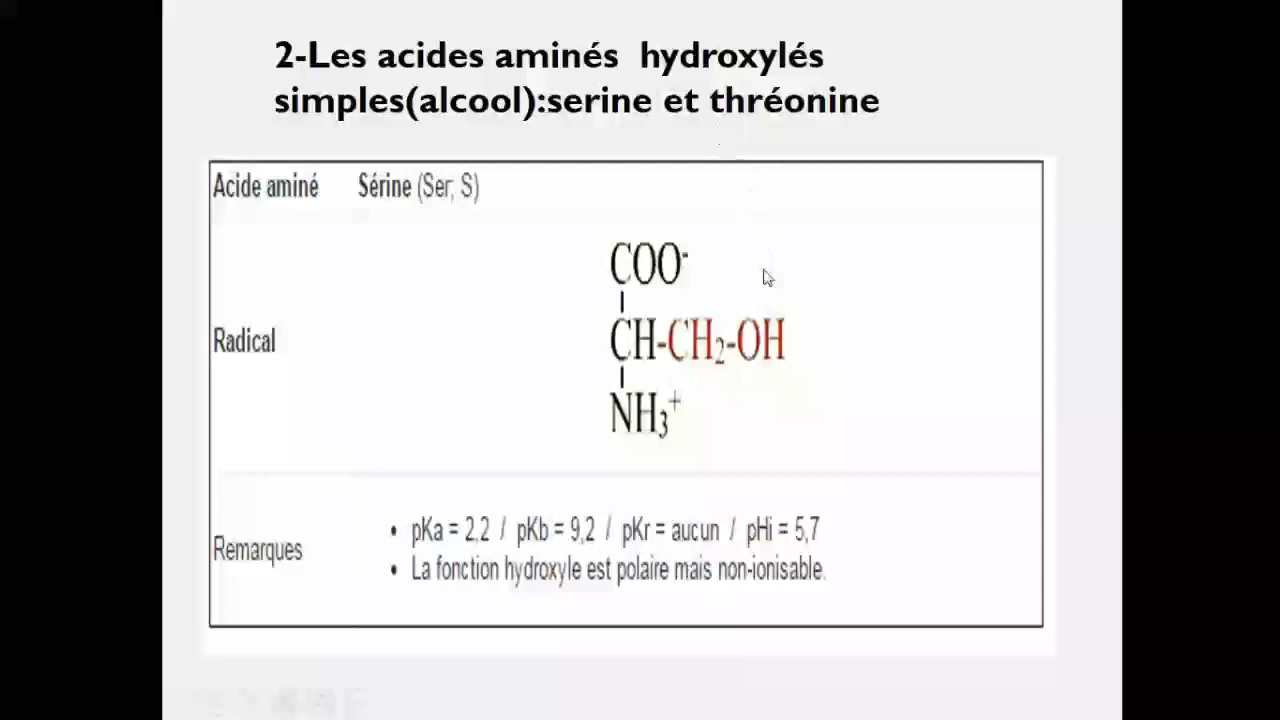 2-Les acides aminés hydroxylés
simples(alcool):serine et thréonine
Acide aminé Sérine (Ser, S)
COO-
Radical CH-CH2-OH
NH3+
Remarques
• pKa = 2,2 / pKb = 9,2 / pKr = aucun / pHi = 5,7
• La fonction hydroxyle est polaire mais non-ionisable.